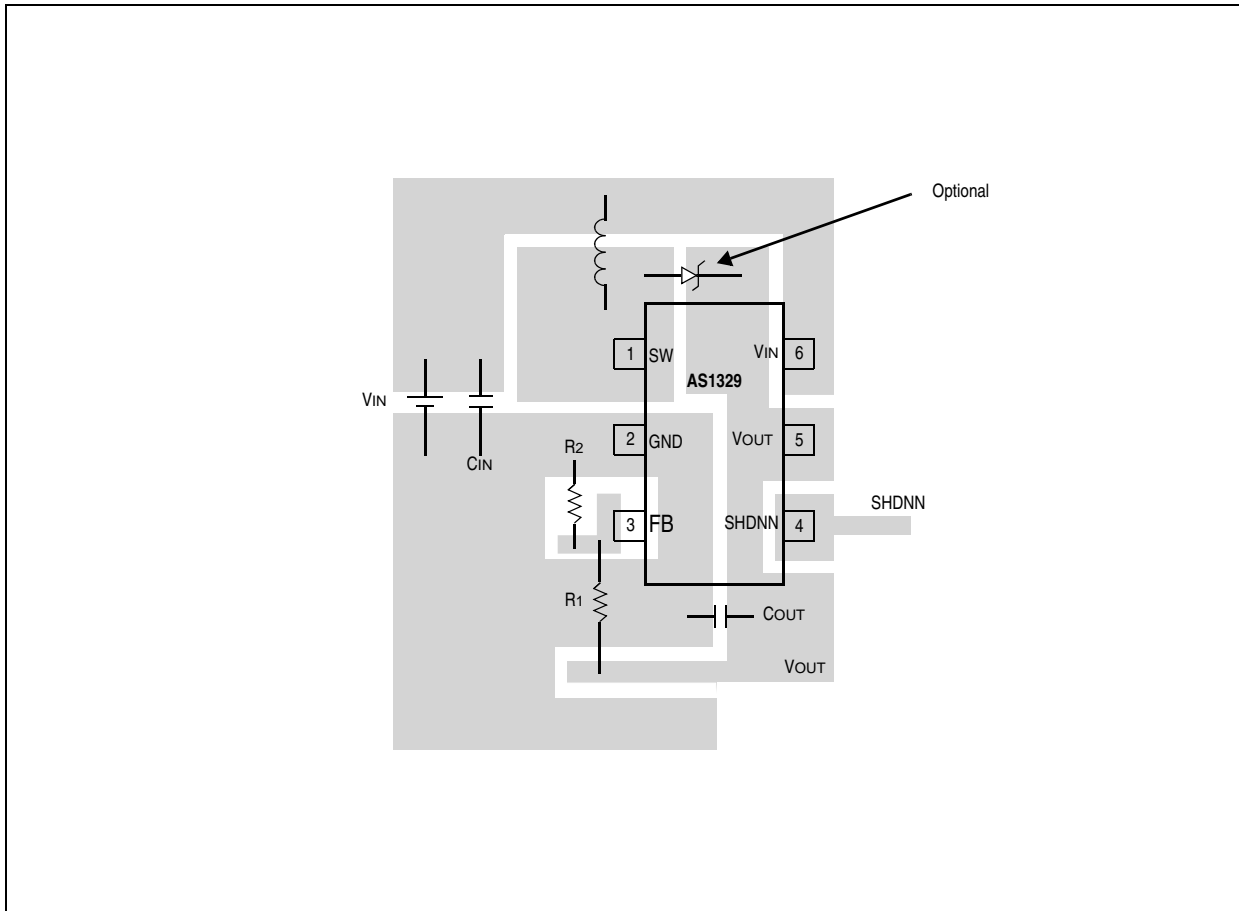 Optional
1 SW
VIN 6
AS1329
VIN
CIN
R2
2 GND
VOUT 5
3 FB
SHDNN 4
SHDNN
R1
COUT
VOUT